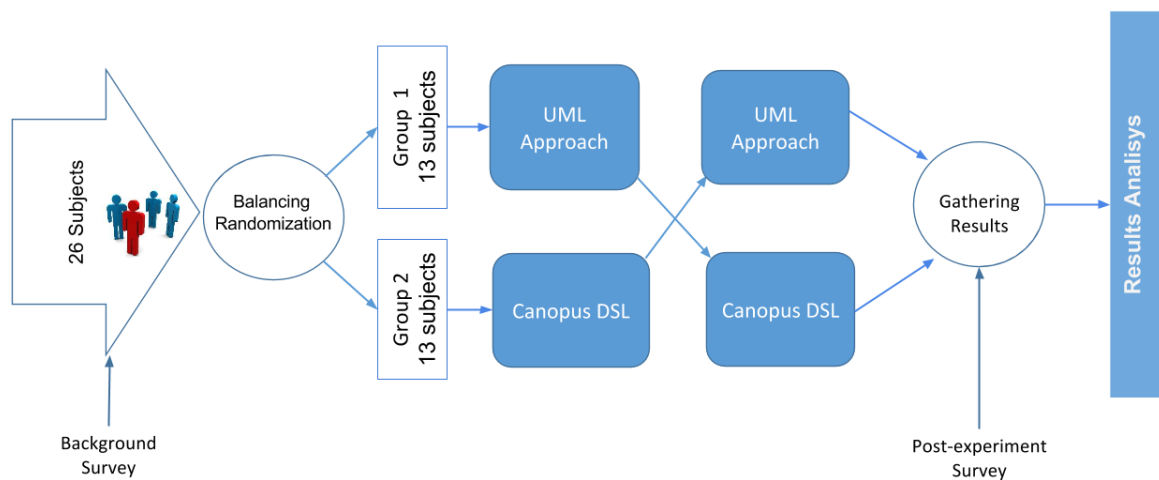 26 Subjects
Background
Survey
Balancing
Randomization
Group 1
13 subjects
Group 2
13 subjects
UML
Approach
Canopus DSL
UML
Approach
Canopus DSL
Gathering
Results
Post-experiment
Survey
Results Analisys